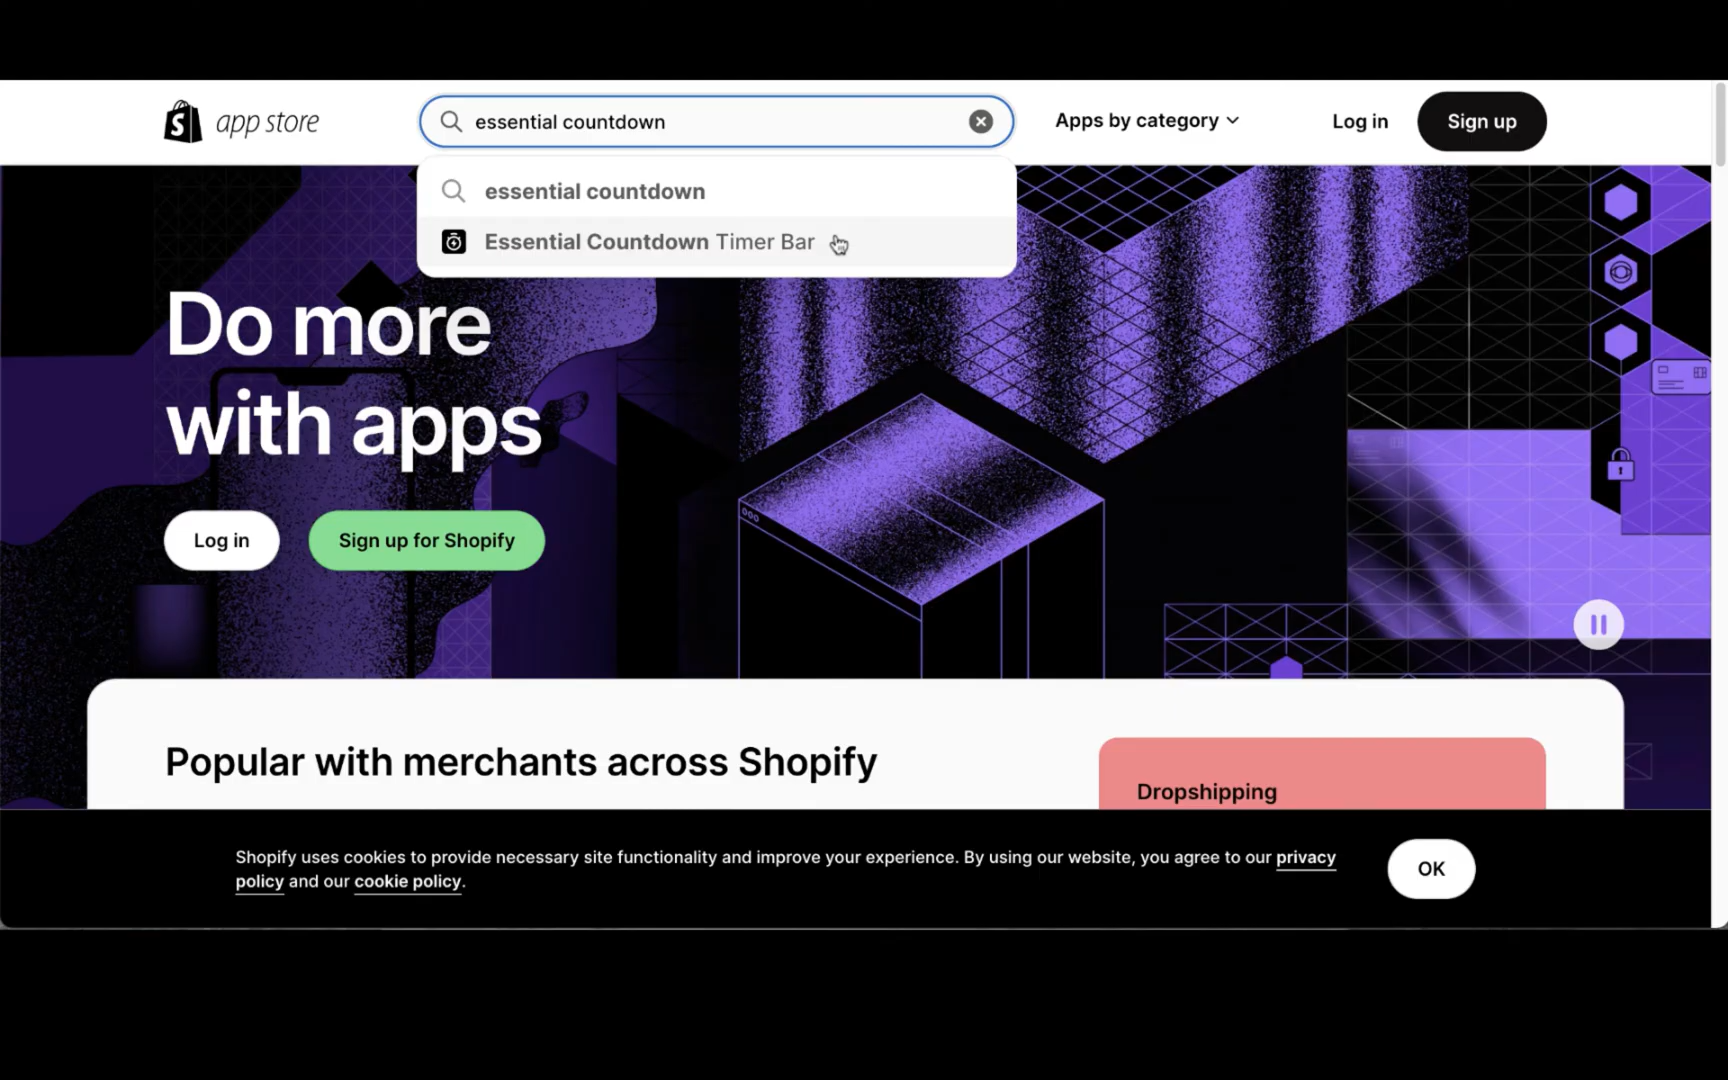 app store
essential countdown
Apps by category
Log in
Sign up
essential countdown
Essential Countdown Timer Bar
Do more
with apps
Log in
Sign up for Shopify
Popular with merchants across Shopify
Dropshipping
Shopify uses cookies to provide necessary site functionality and improve your experience. By using our website, you agree to our privacy
policy and our cookie policy.
OK